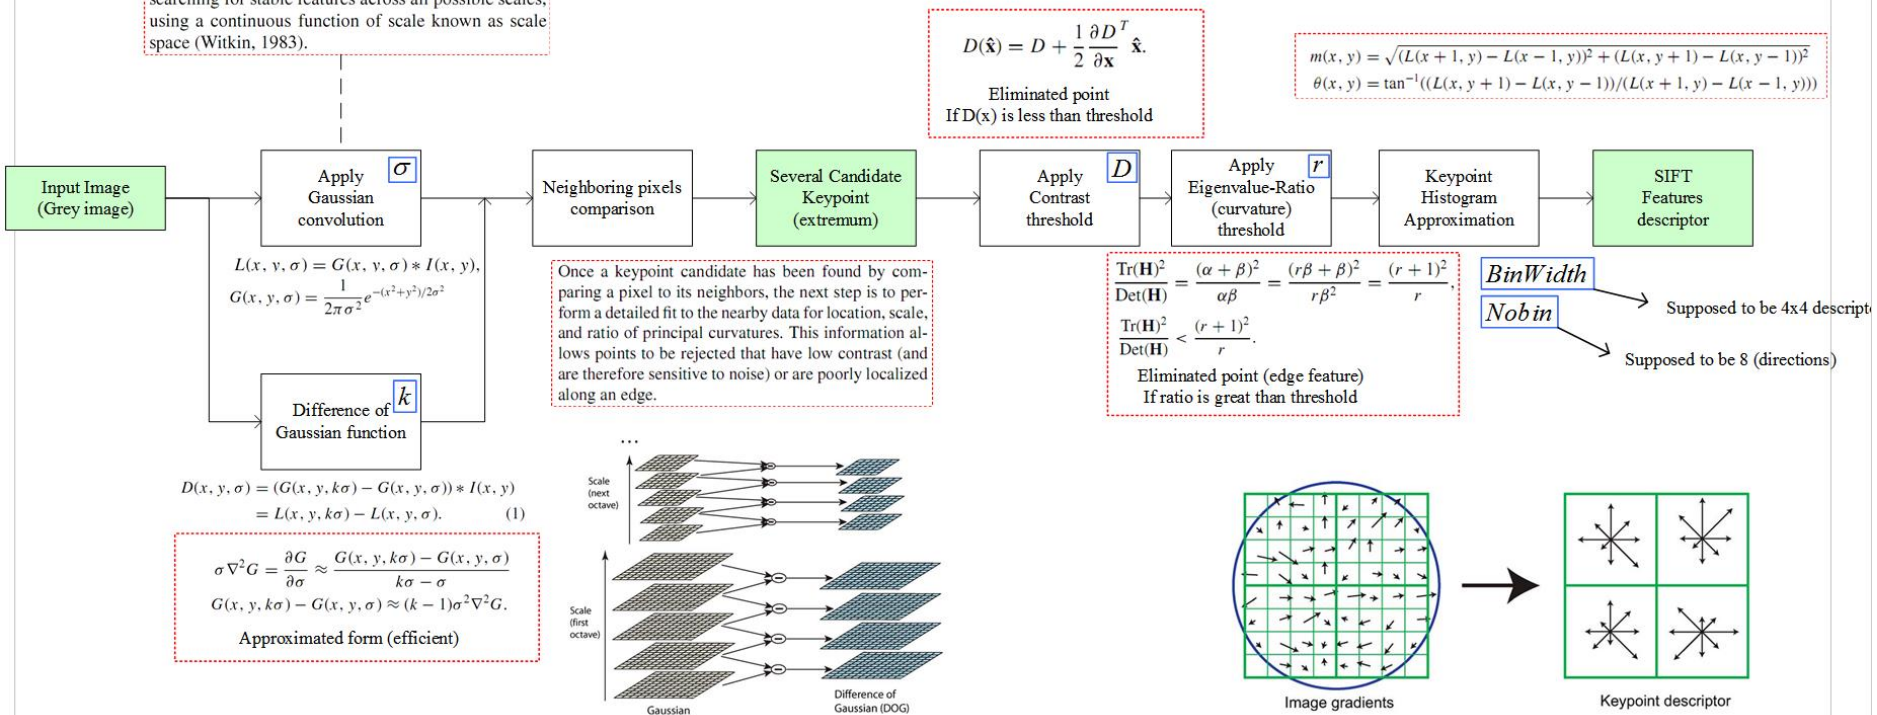 searching for stable features across all possible scales,
using a continuous function of scale known as scale
space (Witkin, 1983).
D(x̂) = D + 1/2 ∂D^T/∂x x̂.
Eliminated point
If D(x) is less than threshold
m(x, y) = √(L(x + 1, y) − L(x − 1, y))² + (L(x, y + 1) − L(x, y − 1))²
θ(x, y) = tan⁻¹((L(x, y + 1) − L(x, y − 1))/(L(x + 1, y) − L(x − 1, y)))
Input Image
(Grey image)
Apply
Gaussian
convolution
σ
Neighboring pixels
comparison
Several Candidate
Keypoint
(extremum)
Apply
Contrast
threshold
D
Apply
Eigenvalue-Ratio
(curvature)
threshold
r
Keypoint
Histogram
Approximation
SIFT
Features
descriptor
L(x, y, σ) = G(x, y, σ) ∗ I(x, y),
G(x, y, σ) = 1/2πσ² e^−(x²+y²)/2σ²
Difference of
Gaussian function
k
D(x, y, σ) = (G(x, y, kσ) − G(x, y, σ)) ∗ I(x, y)
= L(x, y, kσ) − L(x, y, σ). (1)
σ∇²G = ∂G/∂σ ≈ G(x, y, kσ) − G(x, y, σ)/kσ − σ
G(x, y, kσ) − G(x, y, σ) ≈ (k − 1)σ²∇²G.
Approximated form (efficient)
Once a keypoint candidate has been found by com-
paring a pixel to its neighbors, the next step is to per-
form a detailed fit to the nearby data for location, scale,
and ratio of principal curvatures. This information al-
lows points to be rejected that have low contrast (and
are therefore sensitive to noise) or are poorly localized
along an edge.
Tr(H)²/Det(H) = (α + β)²/αβ = (rβ + β)²/rβ² = (r + 1)²/r,
Tr(H)²/Det(H) < (r + 1)²/r.
Eliminated point (edge feature)
If ratio is great than threshold
BinWidth
Nobin
Supposed to be 4x4 descripto
Supposed to be 8 (directions)
...
Scale
(next
octave)
Scale
(first
octave)
Gaussian
Difference of
Gaussian (DOG)
Image gradients
Keypoint descriptor